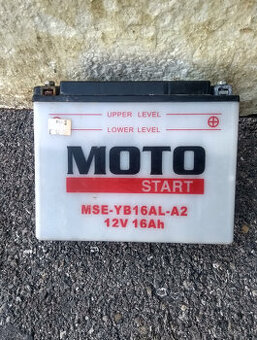 UPPER LEVEL
LOWER LEVEL
MOTO
START
MSE-YB16AL-A2
12V 16Ah